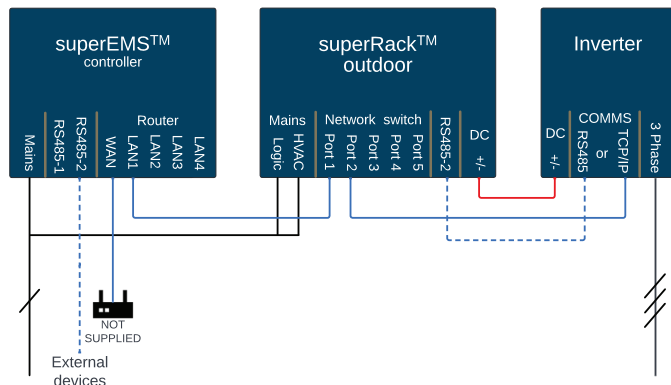 superEMS™
controller
Router
Mains
RS485-1
RS485-2
WAN
LAN1
LAN2
LAN3
LAN4
superRack™
outdoor
Mains
Network switch
Logic
HVAC
Port 1
Port 2
Port 3
Port 4
Port 5
RS485-2
DC
+/-
Inverter
COMMS
DC
+/-
RS485
or
TCP/IP
3 Phase
NOT
SUPPLIED
External
devices